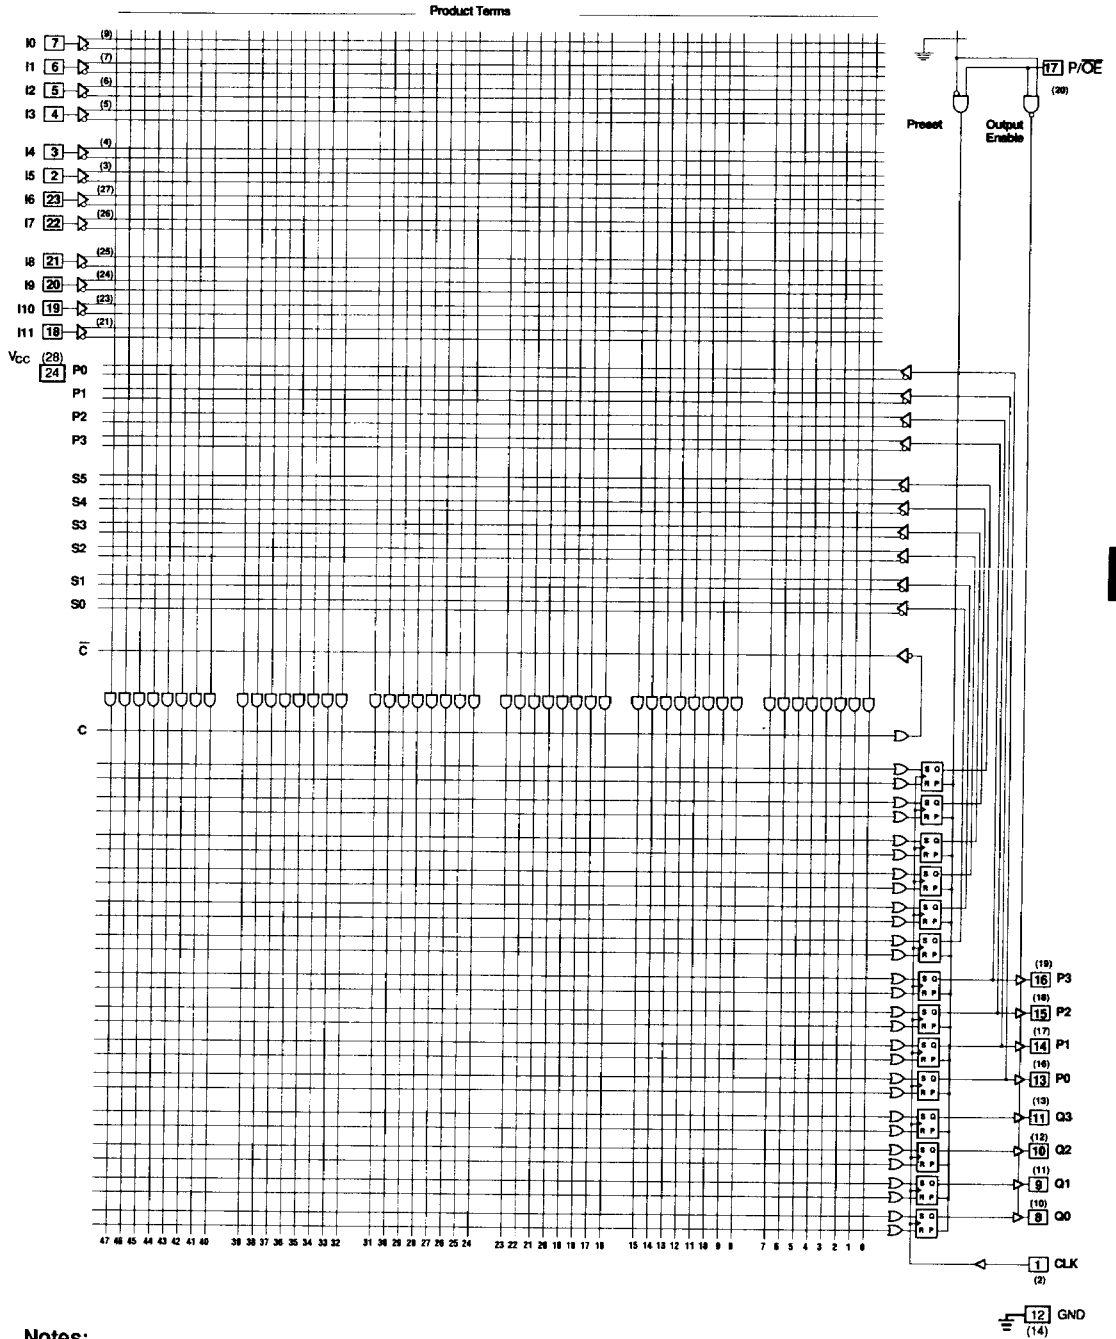 Product Terms
I0 7 (9)
I1 6 (7)
I2 5 (6)
I3 4 (5)
17 P/O̅E̅
(20)
Preset
Output
Enable
I4 3 (4)
I5 2 (3)
I6 23 (27)
I7 22 (26)
I8 21 (25)
I9 20 (24)
I10 19 (23)
I11 18 (21)
VCC (28)
24 P0
P1
P2
P3
S5
S4
S3
S2
S1
S0
C̅
C
S Q
R P
S Q
R P
S Q
R P
S Q
R P
S Q
R P
S Q
R P
(19)
S Q 16 P3
R P
(18)
S Q 15 P2
R P
(17)
S Q 14 P1
R P
(16)
S Q 13 P0
R P
(13)
S Q 11 Q3
R P
(12)
S Q 10 Q2
R P
(11)
S Q 9 Q1
R P
(10)
S Q 8 Q0
R P
47 46 45 44 43 42 41 40 39 38 37 36 35 34 33 32 31 30 29 28 27 26 25 24 23 22 21 20 19 18 17 16 15 14 13 12 11 10 9 8 7 6 5 4 3 2 1 0
1 CLK
(2)
12 GND
(14)
Notes: